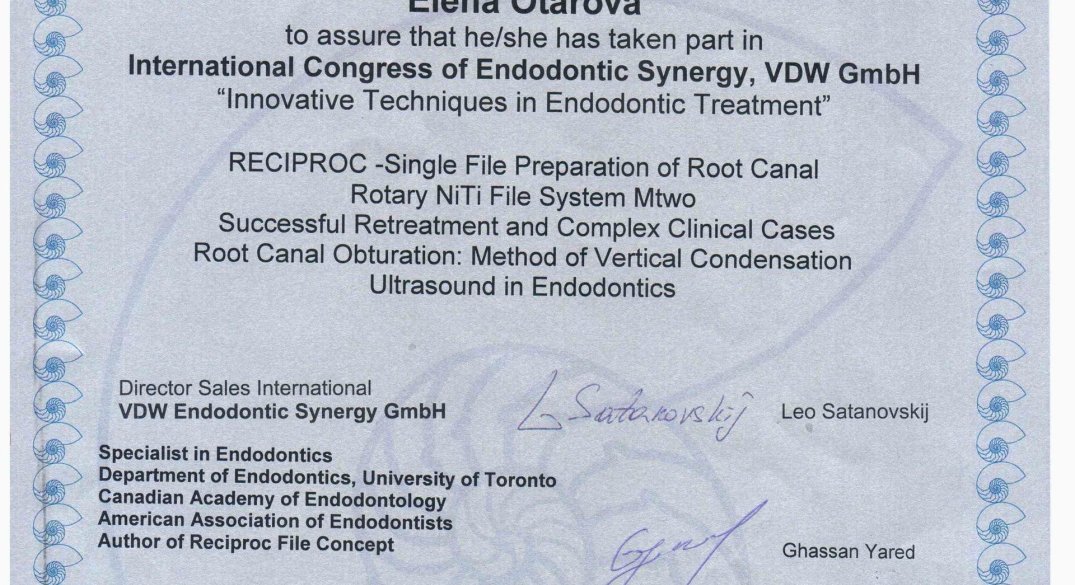 Elena Otarova
to assure that he/she has taken part in
International Congress of Endodontic Synergy, VDW GmbH
“Innovative Techniques in Endodontic Treatment”
RECIPROC -Single File Preparation of Root Canal
Rotary NiTi File System Mtwo
Successful Retreatment and Complex Clinical Cases
Root Canal Obturation: Method of Vertical Condensation
Ultrasound in Endodontics
Director Sales International
VDW Endodontic Synergy GmbH
L Satanovskij
Leo Satanovskij
Specialist in Endodontics
Department of Endodontics, University of Toronto
Canadian Academy of Endodontology
American Association of Endodontists
Author of Reciproc File Concept
Ghassan Yared